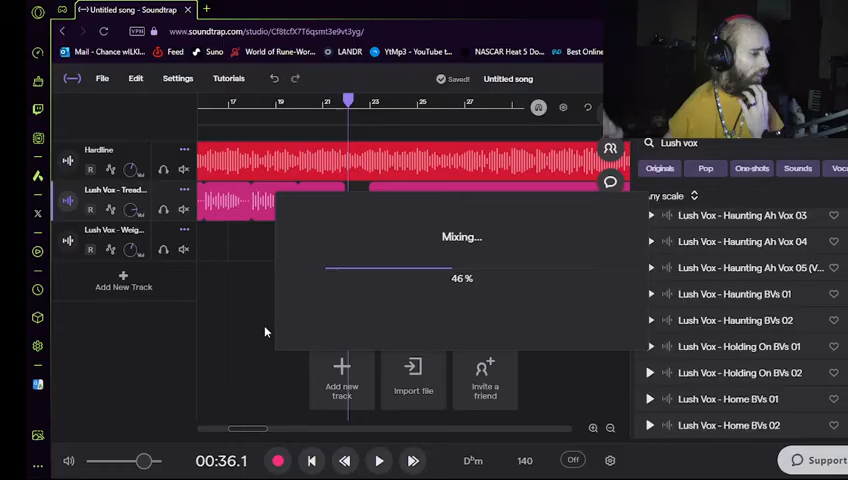 Untitled song - Soundtrap
VPN
www.soundtrap.com/studio/Cf8tcfX7T6qsmt3e9vt3yg/
Mail - Chance wILKI...
Food
Suno
World of Rune-Wor...
LANDR
YtMp3 - YouTube t...
NASCAR Heat 5 Do...
Best Online
File
Edit
Settings
Tutorials
Saved!
Untitled song
17
19
21
23
25
27
Lush vox
Hardline
R
Vol
Originals
Pop
One-shots
Sounds
Voca
Lush Vox - Tread...
R
Vol
Any scale
Lush Vox - Haunting Ah Vox 03
Lush Vox - Weig...
R
Vol
Mixing...
Lush Vox - Haunting Ah Vox 04
Lush Vox - Haunting Ah Vox 05 (V...
46 %
Add New Track
Lush Vox - Haunting BVs 01
Lush Vox - Haunting BVs 02
Lush Vox - Holding On BVs 01
Lush Vox - Holding On BVs 02
Add new
track
Import file
Invite a
friend
Lush Vox - Home BVs 01
Lush Vox - Home BVs 02
00:36.1
D♭m
140
Off
Support